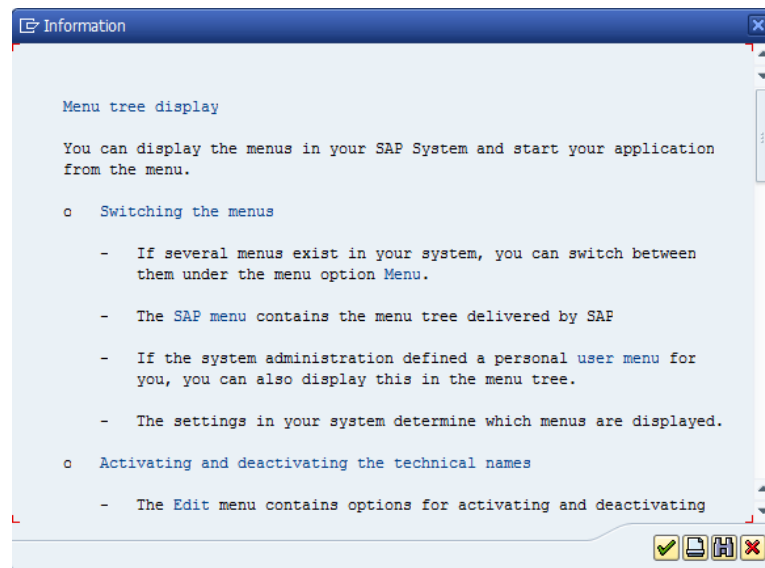 Information
Menu tree display
You can display the menus in your SAP System and start your application
from the menu.
o Switching the menus
- If several menus exist in your system, you can switch between
them under the menu option Menu.
- The SAP menu contains the menu tree delivered by SAP
- If the system administration defined a personal user menu for
you, you can also display this in the menu tree.
- The settings in your system determine which menus are displayed.
o Activating and deactivating the technical names
- The Edit menu contains options for activating and deactivating